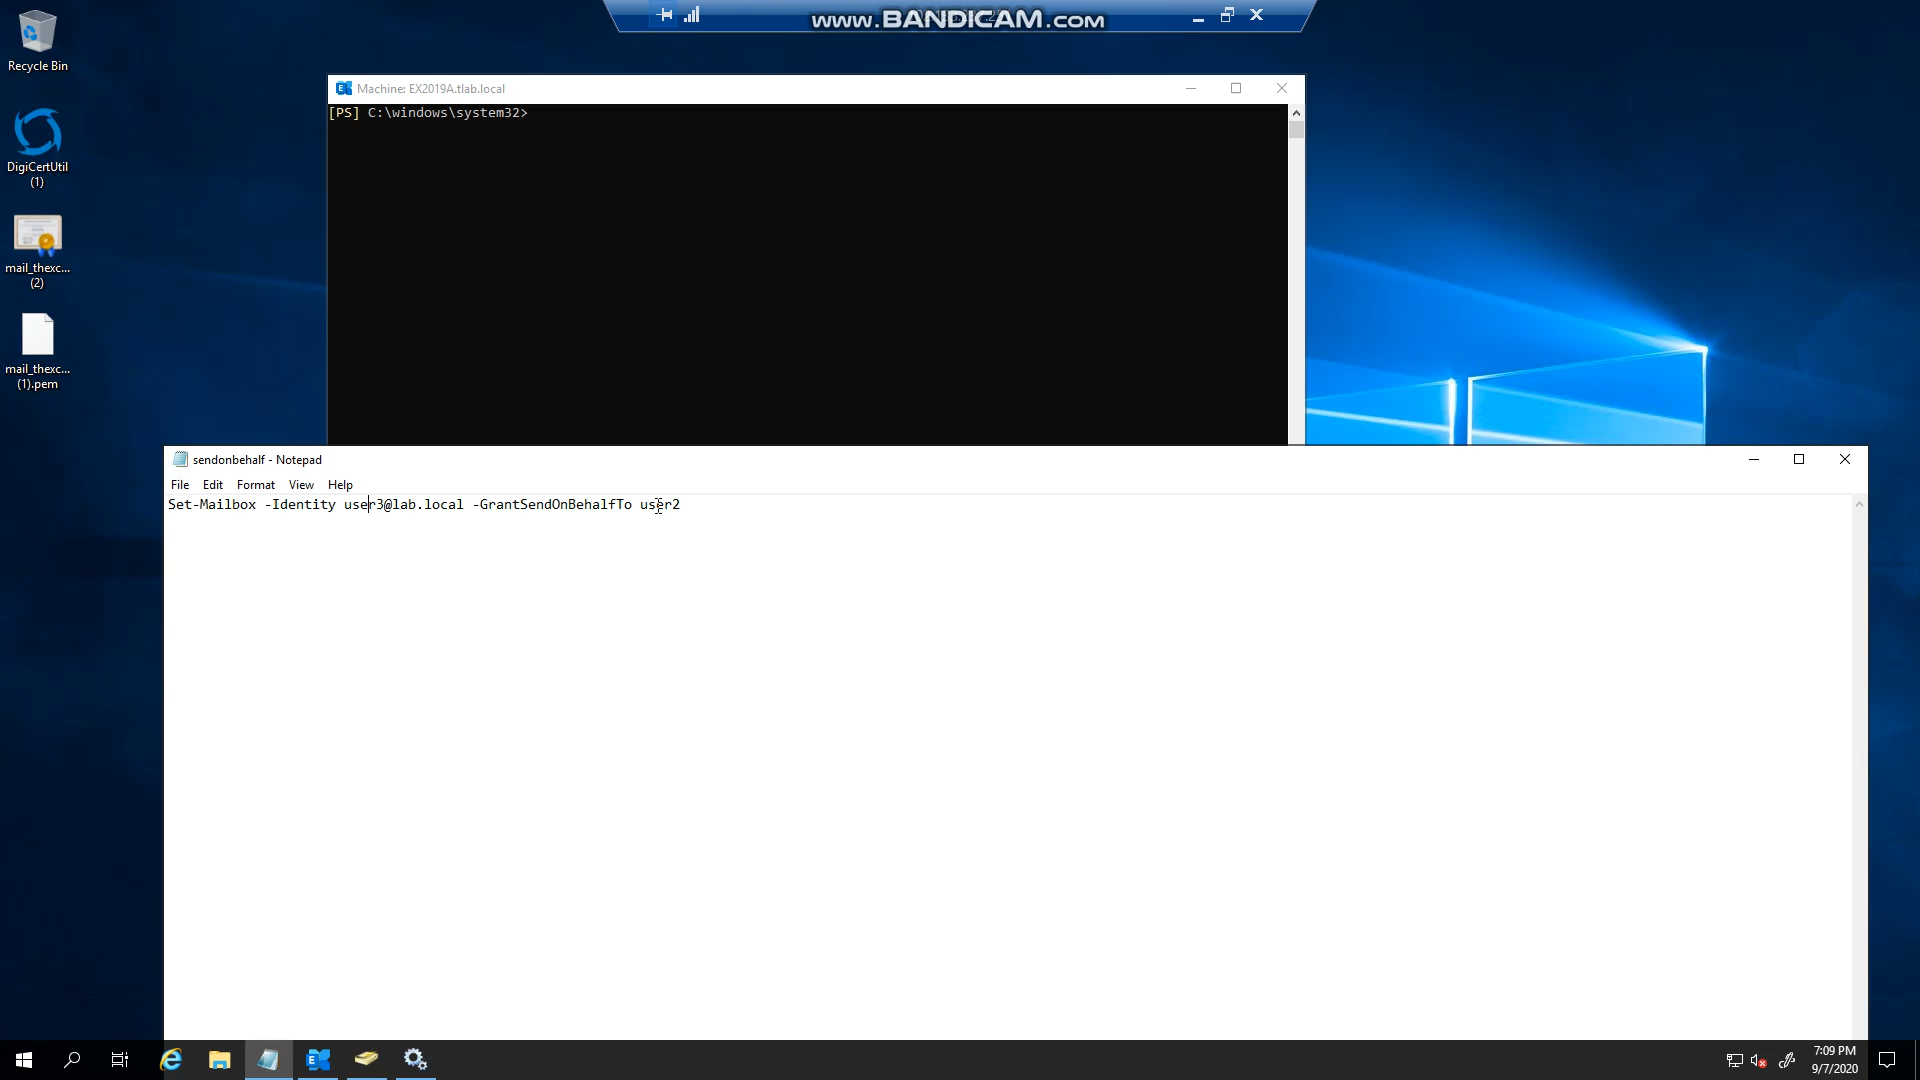 www.BANDICAM.com
Recycle Bin
DigiCertUtil
(1)
mail_thexc...
(2)
mail_thexc...
(1).pem
Machine: EX2019A.tlab.local
[PS] C:\windows\system32>
sendonbehalf - Notepad
File Edit Format View Help
Set-Mailbox -Identity user3@lab.local -GrantSendOnBehalfTo user2
7:09 PM
9/7/2020